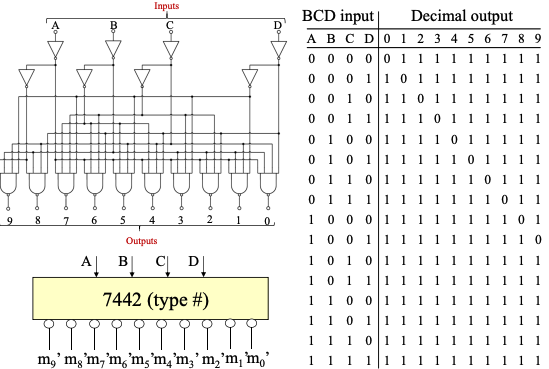 Inputs
A B C D
9 8 7 6 5 4 3 2 1 0
Outputs
A B C D
7442 (type #)
m9' m8' m7' m6' m5' m4' m3' m2' m1' m0'
BCD input Decimal output
A B C D 0 1 2 3 4 5 6 7 8 9
0 0 0 0 0 1 1 1 1 1 1 1 1 1
0 0 0 1 1 0 1 1 1 1 1 1 1 1
0 0 1 0 1 1 0 1 1 1 1 1 1 1
0 0 1 1 1 1 1 0 1 1 1 1 1 1
0 1 0 0 1 1 1 1 0 1 1 1 1 1
0 1 0 1 1 1 1 1 1 0 1 1 1 1
0 1 1 0 1 1 1 1 1 1 0 1 1 1
0 1 1 1 1 1 1 1 1 1 1 0 1 1
1 0 0 0 1 1 1 1 1 1 1 1 0 1
1 0 0 1 1 1 1 1 1 1 1 1 1 0
1 0 1 0 1 1 1 1 1 1 1 1 1 1
1 0 1 1 1 1 1 1 1 1 1 1 1 1
1 1 0 0 1 1 1 1 1 1 1 1 1 1
1 1 0 1 1 1 1 1 1 1 1 1 1 1
1 1 1 0 1 1 1 1 1 1 1 1 1 1
1 1 1 1 1 1 1 1 1 1 1 1 1 1